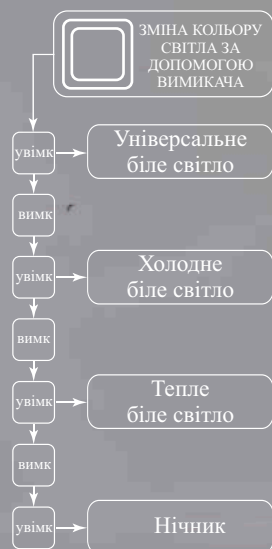 ЗМІНА КОЛЬОРУ
СВІТЛА ЗА
ДОПОМОГОЮ
ВИМИКАЧА
увімк
Універсальне
біле світло
вимк
увімк
Холодне
біле світло
вимк
увімк
Тепле
біле світло
вимк
увімк
Нічник